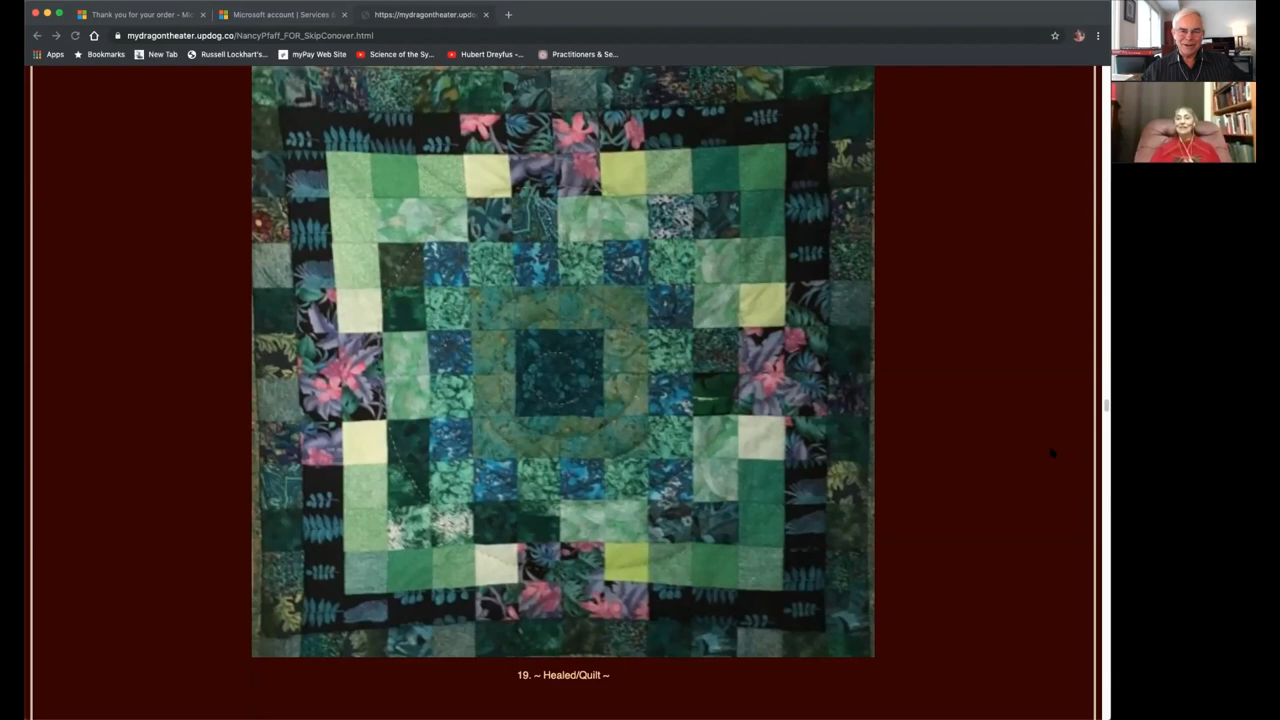 Thank you for your order - Mic
Microsoft account | Services &
https://mydragontheater.updo
mydragontheater.updog.co/NancyPfaff_FOR_SkipConover.html
Apps
Bookmarks
New Tab
Russell Lockhart's...
myPay Web Site
Science of the Sy...
Hubert Dreyfus -...
Practitioners & Se...
19. ~ Healed/Quilt ~